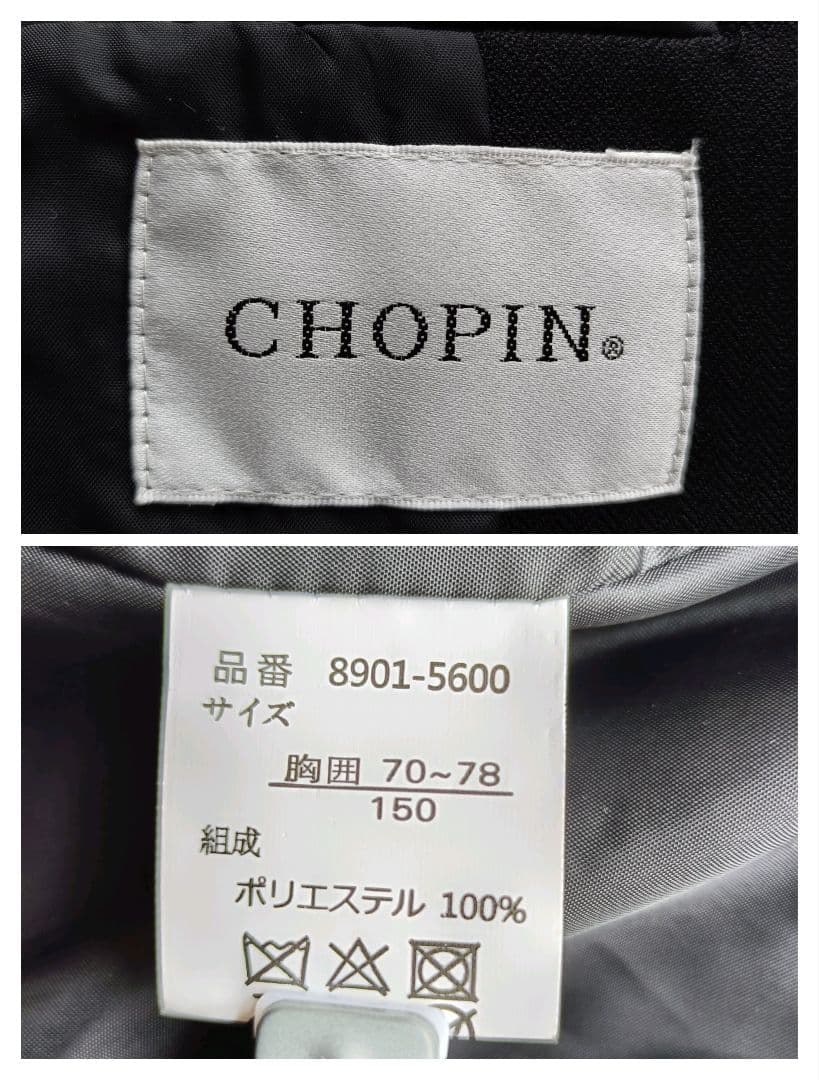 CHOPIN®
品番 8901-5600
サイズ
胸囲 70~78
150
組成
ポリエステル 100%